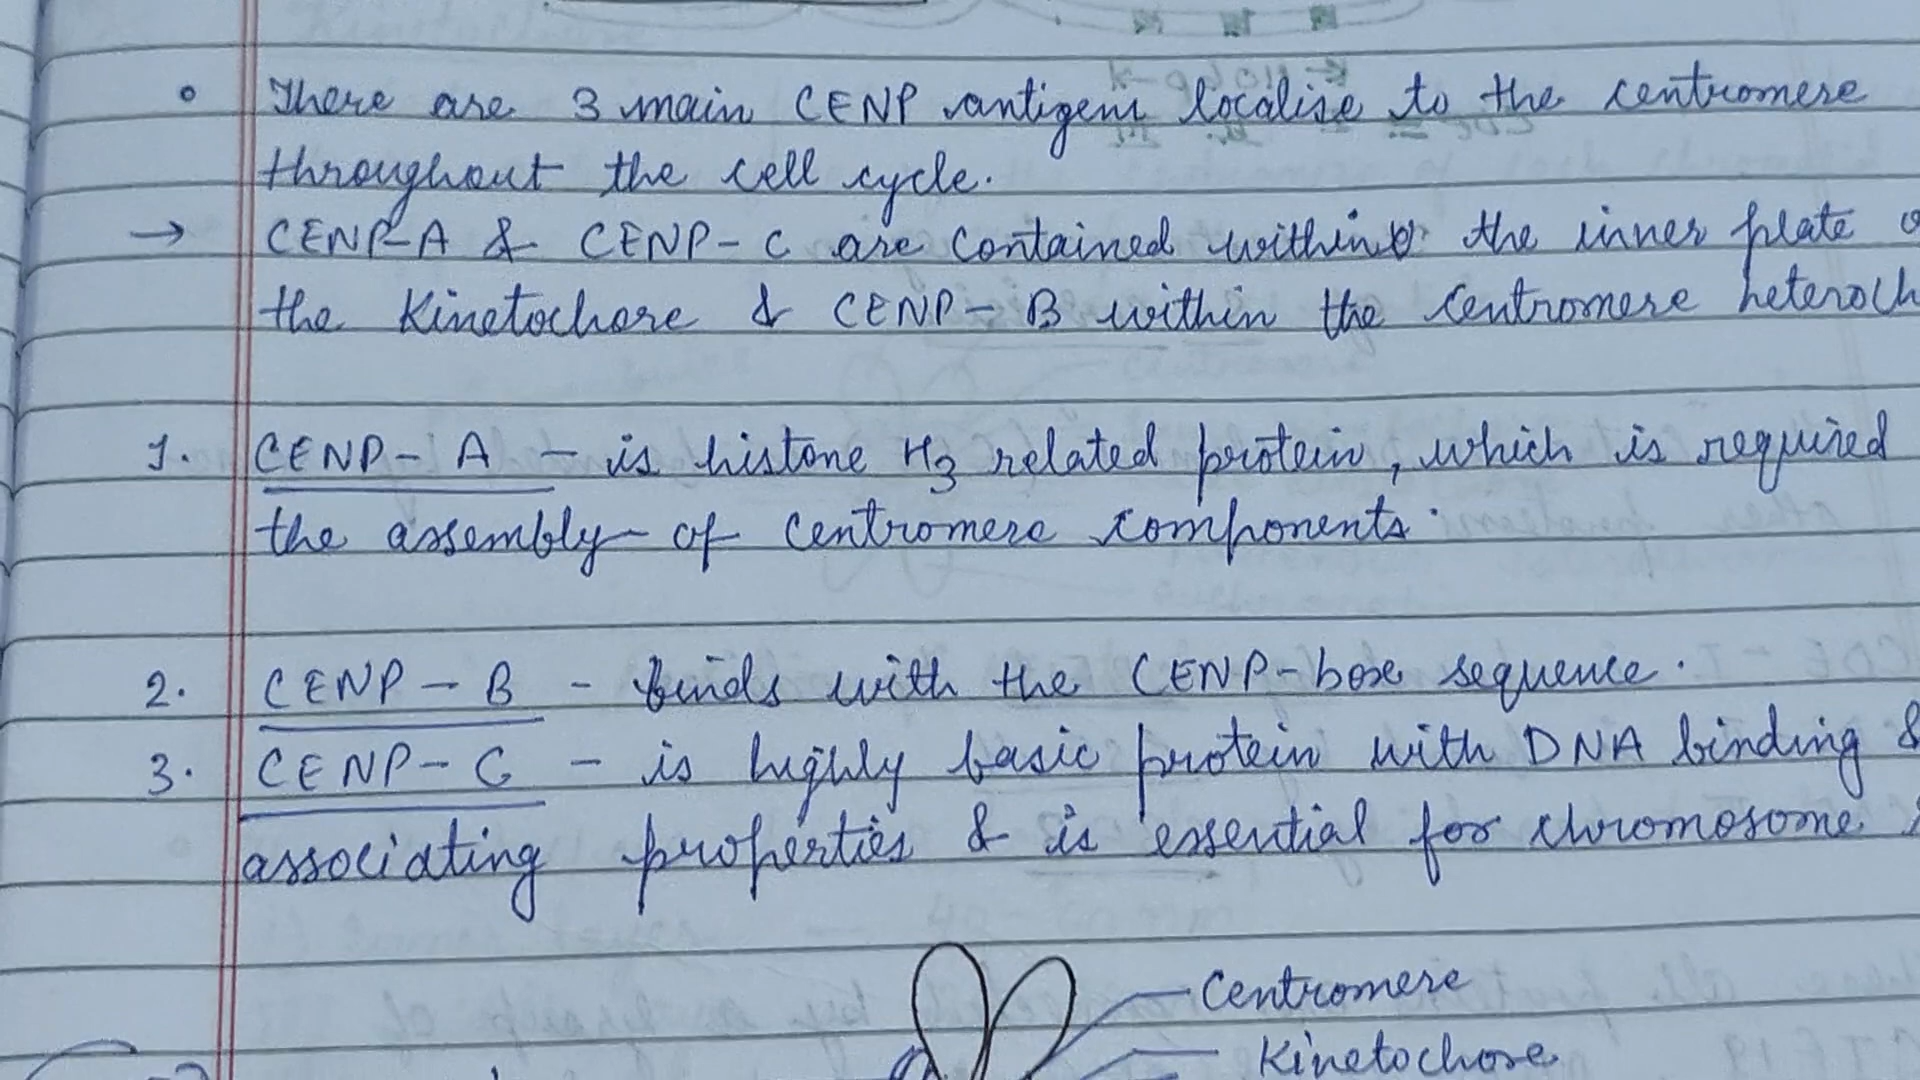 ° There are 3 main CENP antigens localise to the centromere
throughout the cell cycle.
→ CENP-A & CENP-C are contained within the inner plate
the Kinetochore & CENP-B within the Centromere heteroch
1. CENP-A - is histone H3 related protein, which is required
the assembly of centromere components.
2. CENP-B - binds with the CENP-box sequence.
3. CENP-C - is highly basic protein with DNA binding &
associating properties & is essential for chromosome
Centromere
Kinetochore